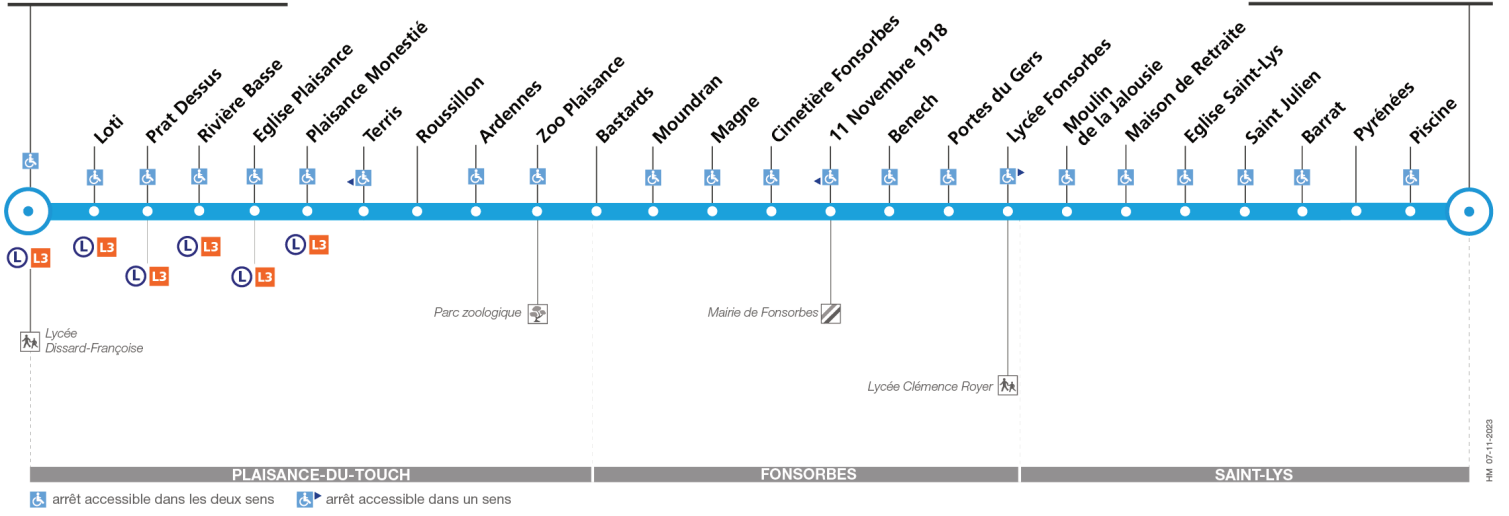 Loti
Prat Dessus
Rivière Basse
Eglise Plaisance
Plaisance Monestié
Terris
Roussillon
Ardennes
Zoo Plaisance
Bastards
Moundran
Magne
Cimetière Fonsorbes
11 Novembre 1918
Benech
Portes du Gers
Lycée Fonsorbes
Moulin
de la Jalousie
Maison de Retraite
Eglise Saint-Lys
Saint Julien
Barrat
Pyrénées
Piscine
L L3
L L3
L L3
L L3
L L3
L L3
Parc zoologique
Mairie de Fonsorbes
Lycée
Dissard-Françoise
Lycée Clémence Royer
HM 07-11-2023
PLAISANCE-DU-TOUCH
FONSORBES
SAINT-LYS
arrêt accessible dans les deux sens
arrêt accessible dans un sens